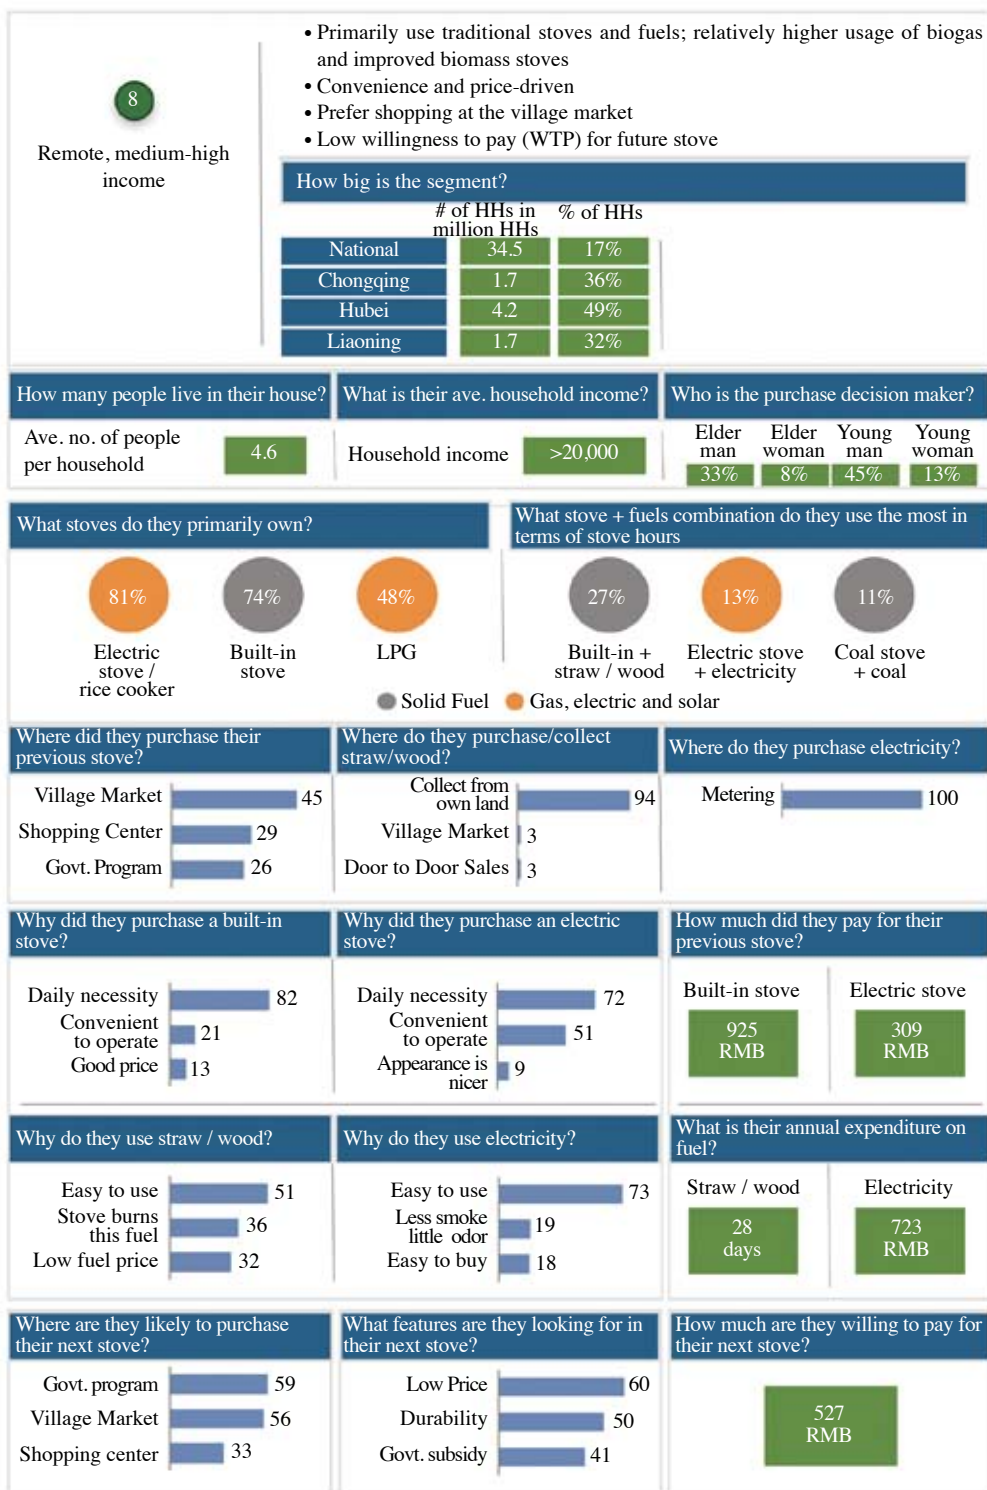 8
Remote, medium-high
income
• Primarily use traditional stoves and fuels; relatively higher usage of biogas
and improved biomass stoves
• Convenience and price-driven
• Prefer shopping at the village market
• Low willingness to pay (WTP) for future stove
How big is the segment?
# of HHs in
million HHs
% of HHs
National 34.5 17%
Chongqing 1.7 36%
Hubei 4.2 49%
Liaoning 1.7 32%
How many people live in their house?
Ave. no. of people
per household
4.6
What is their ave. household income?
Household income >20,000
Who is the purchase decision maker?
Elder
man
Elder
woman
Young
man
Young
woman
33% 8% 45% 13%
What stoves do they primarily own?
81% 74% 48%
Electric
stove /
rice cooker
Built-in
stove
LPG
What stove + fuels combination do they use the most in
terms of stove hours
27% 13% 11%
Built-in +
straw / wood
Electric stove
+ electricity
Coal stove
+ coal
Solid Fuel Gas, electric and solar
Where did they purchase their
previous stove?
Village Market 45
Shopping Center 29
Govt. Program 26
Where do they purchase/collect
straw/wood?
Collect from
own land
94
Village Market 3
Door to Door Sales 3
Where do they purchase electricity?
Metering 100
Why did they purchase a built-in
stove?
Daily necessity 82
Convenient
to operate
21
Good price 13
Why did they purchase an electric
stove?
Daily necessity 72
Convenient
to operate
51
Appearance is
nicer
9
How much did they pay for their
previous stove?
Built-in stove
925
RMB
Electric stove
309
RMB
Why do they use straw / wood?
Easy to use 51
Stove burns
this fuel
36
Low fuel price 32
Why do they use electricity?
Easy to use 73
Less smoke
little odor
19
Easy to buy 18
What is their annual expenditure on
fuel?
Straw / wood
28
days
Electricity
723
RMB
Where are they likely to purchase
their next stove?
Govt. program 59
Village Market 56
Shopping center 33
What features are they looking for in
their next stove?
Low Price 60
Durability 50
Govt. subsidy 41
How much are they willing to pay for
their next stove?
527
RMB